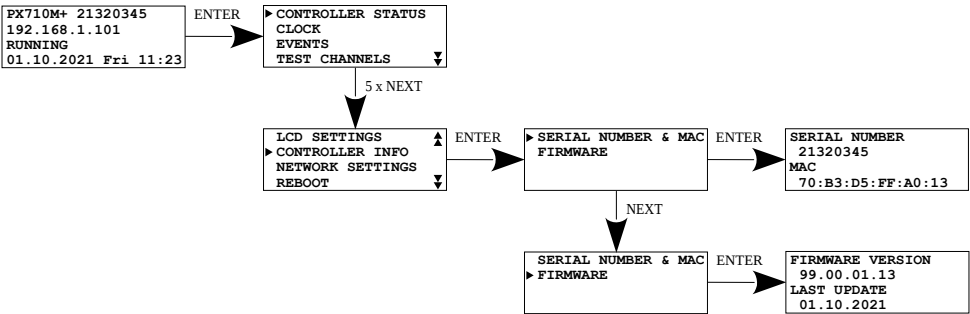 PX710M+ 21320345
192.168.1.101
RUNNING
01.10.2021 Fri 11:23
ENTER
CONTROLLER STATUS
CLOCK
EVENTS
TEST CHANNELS
5 x NEXT
LCD SETTINGS
CONTROLLER INFO
NETWORK SETTINGS
REBOOT
ENTER
SERIAL NUMBER & MAC
FIRMWARE
ENTER
SERIAL NUMBER
21320345
MAC
70:B3:D5:FF:A0:13
NEXT
SERIAL NUMBER & MAC
FIRMWARE
ENTER
FIRMWARE VERSION
99.00.01.13
LAST UPDATE
01.10.2021